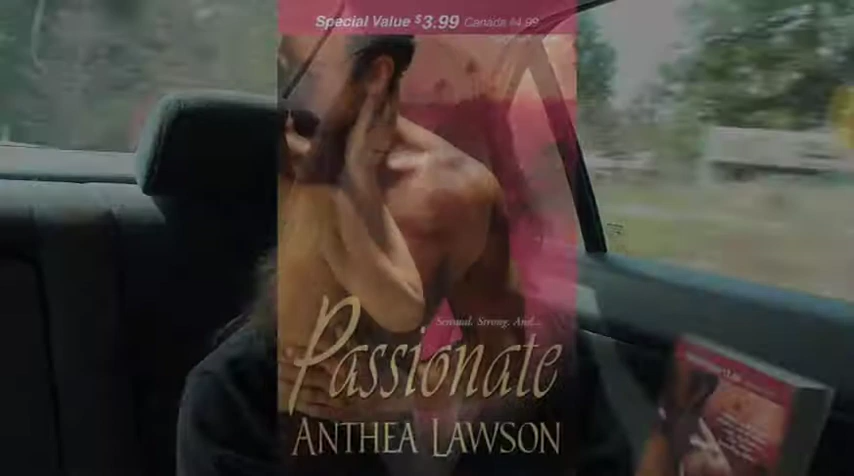 Special Value $3.99 Canada $4.99
Sensual. Strong. And...
Passionate
ANTHEA LAWSON